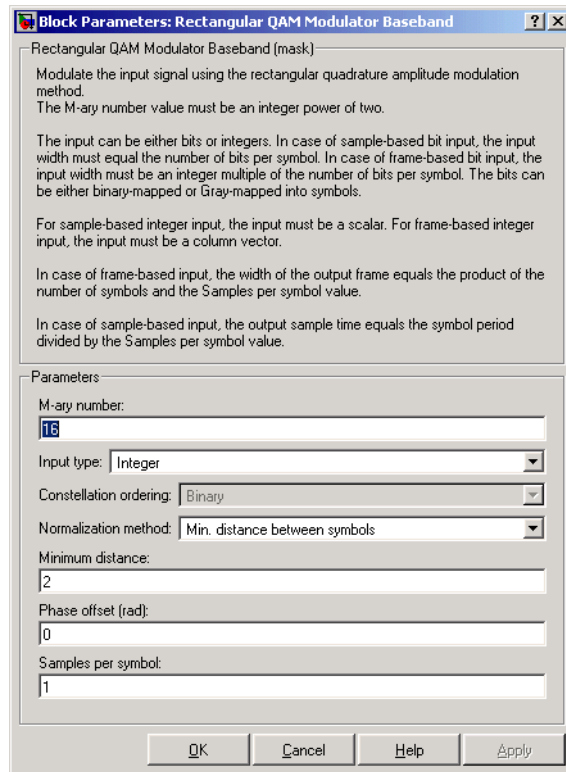 Block Parameters: Rectangular QAM Modulator Baseband
Rectangular QAM Modulator Baseband (mask)
Modulate the input signal using the rectangular quadrature amplitude modulation
method.
The M-ary number value must be an integer power of two.
The input can be either bits or integers. In case of sample-based bit input, the input
width must equal the number of bits per symbol. In case of frame-based bit input, the
input width must be an integer multiple of the number of bits per symbol. The bits can
be either binary-mapped or Gray-mapped into symbols.
For sample-based integer input, the input must be a scalar. For frame-based integer
input, the input must be a column vector.
In case of frame-based input, the width of the output frame equals the product of the
number of symbols and the Samples per symbol value.
In case of sample-based input, the output sample time equals the symbol period
divided by the Samples per symbol value.
Parameters
M-ary number:
16
Input type: Integer
Constellation ordering: Binary
Normalization method: Min. distance between symbols
Minimum distance:
2
Phase offset (rad):
0
Samples per symbol:
1
OK Cancel Help Apply